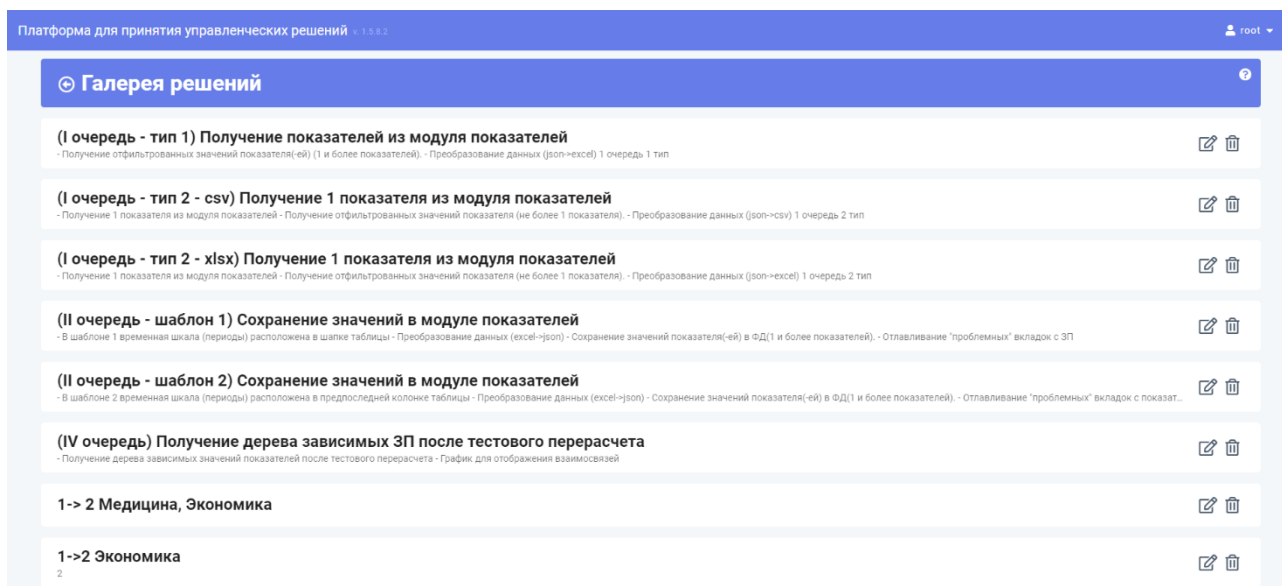 Платформа для принятия управленческих решений v. 1.5.8.2
root
Галерея решений
(I очередь - тип 1) Получение показателей из модуля показателей
- Получение отфильтрованных значений показателя(-ей) (1 и более показателей). - Преобразование данных (json->excel) 1 очередь 1 тип
(I очередь - тип 2 - csv) Получение 1 показателя из модуля показателей
- Получение 1 показателя из модуля показателей - Получение отфильтрованных значений показателя (не более 1 показателя). - Преобразование данных (json->csv) 1 очередь 2 тип
(I очередь - тип 2 - xlsx) Получение 1 показателя из модуля показателей
- Получение 1 показателя из модуля показателей - Получение отфильтрованных значений показателя (не более 1 показателя). - Преобразование данных (json->excel) 1 очередь 2 тип
(II очередь - шаблон 1) Сохранение значений в модуле показателей
- В шаблоне 1 временная шкала (периоды) расположена в шапке таблицы - Преобразование данных (excel->json) - Сохранение значений показателя(-ей) в ФД(1 и более показателей). - Отлавливание "проблемных" вкладок с ЗП
(II очередь - шаблон 2) Сохранение значений в модуле показателей
- В шаблоне 2 временная шкала (периоды) расположена в предпоследней колонке таблицы - Преобразование данных (excel->json) - Сохранение значений показателя(-ей) в ФД(1 и более показателей). - Отлавливание "проблемных" вкладок с показат...
(IV очередь) Получение дерева зависимых ЗП после тестового перерасчета
- Получение дерева зависимых значений показателей после тестового перерасчета - График для отображения взаимосвязей
1-> 2 Медицина, Экономика
1->2 Экономика
2